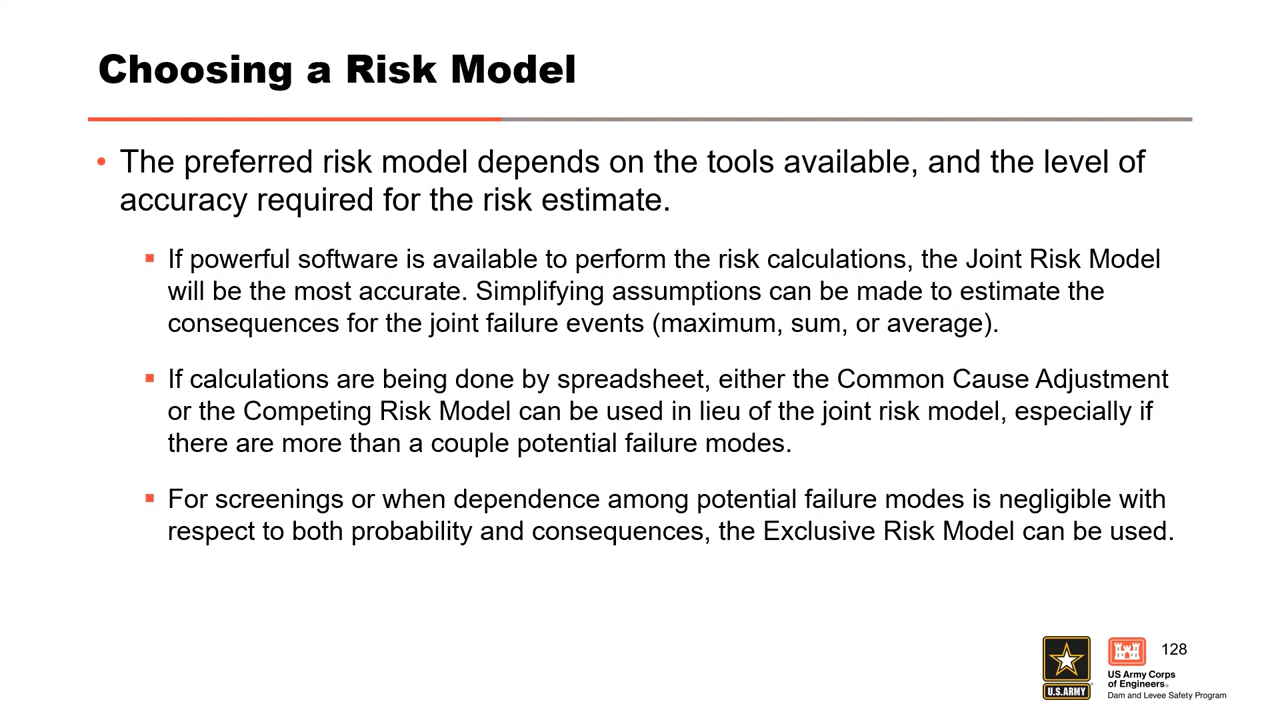 Choosing a Risk Model
• The preferred risk model depends on the tools available, and the level of
accuracy required for the risk estimate.
▪ If powerful software is available to perform the risk calculations, the Joint Risk Model
will be the most accurate. Simplifying assumptions can be made to estimate the
consequences for the joint failure events (maximum, sum, or average).
▪ If calculations are being done by spreadsheet, either the Common Cause Adjustment
or the Competing Risk Model can be used in lieu of the joint risk model, especially if
there are more than a couple potential failure modes.
▪ For screenings or when dependence among potential failure modes is negligible with
respect to both probability and consequences, the Exclusive Risk Model can be used.
128
U.S.ARMY
US Army Corps
of Engineers®
Dam and Levee Safety Program